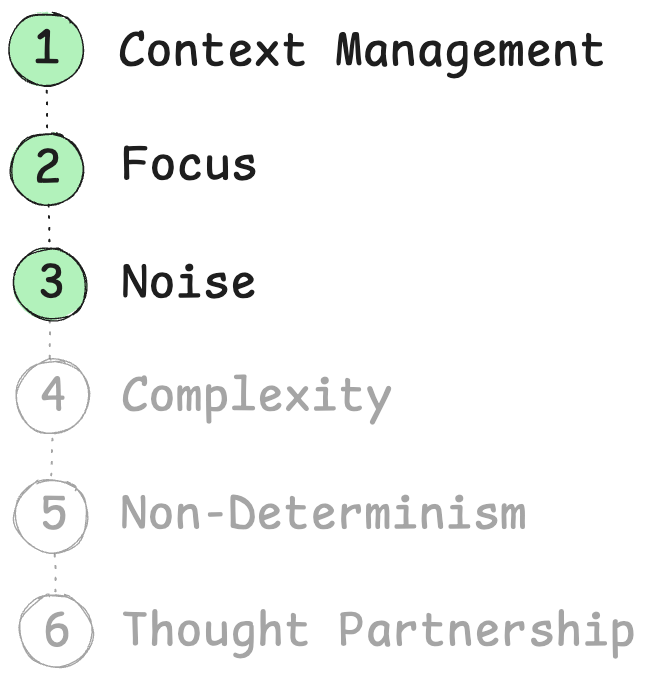 1 Context Management
2 Focus
3 Noise
4 Complexity
5 Non-Determinism
6 Thought Partnership